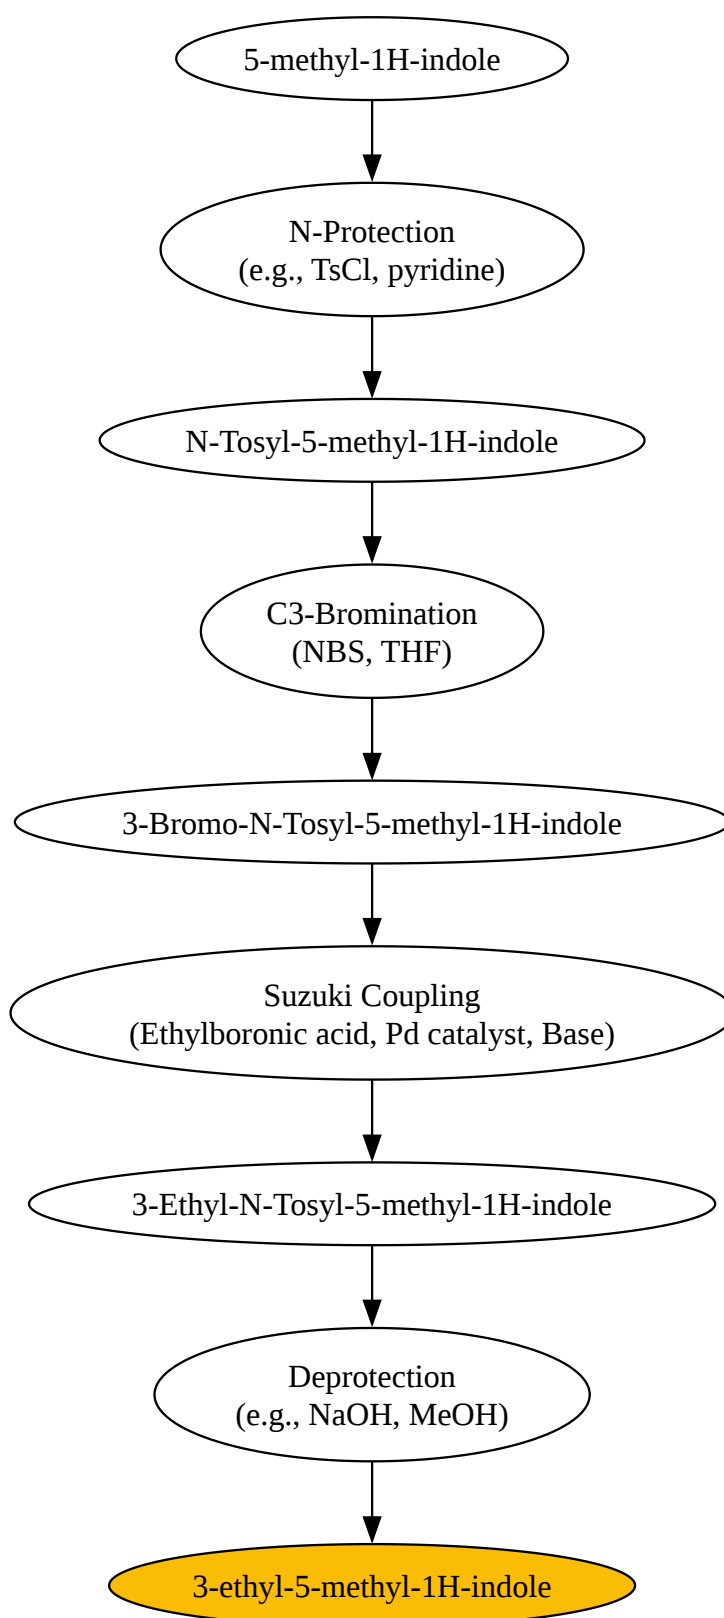 5-methyl-1H-indole
N-Protection
(e.g., TsCl, pyridine)
N-Tosyl-5-methyl-1H-indole
C3-Bromination
(NBS, THF)
3-Bromo-N-Tosyl-5-methyl-1H-indole
Suzuki Coupling
(Ethylboronic acid, Pd catalyst, Base)
3-Ethyl-N-Tosyl-5-methyl-1H-indole
Deprotection
(e.g., NaOH, MeOH)
3-ethyl-5-methyl-1H-indole